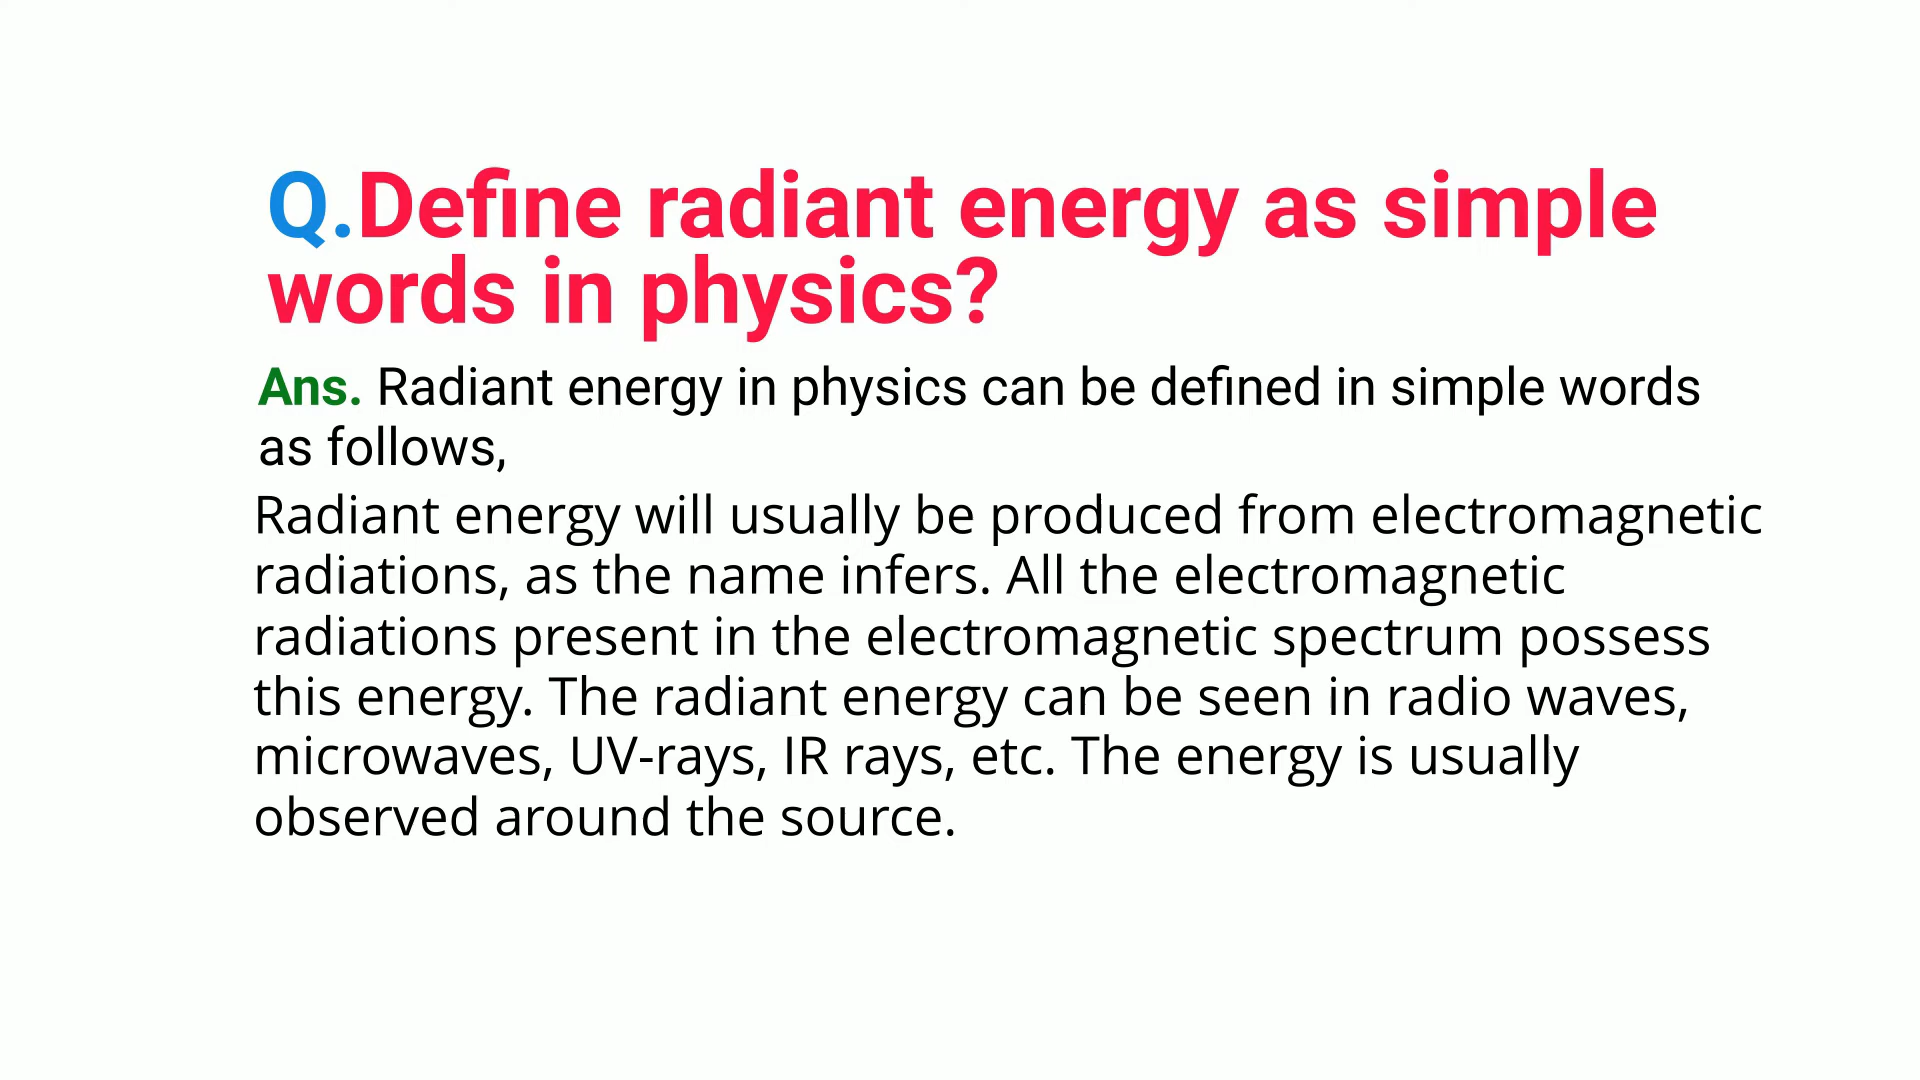 Q.Define radiant energy as simple
words in physics?
Ans. Radiant energy in physics can be defined in simple words
as follows,
Radiant energy will usually be produced from electromagnetic
radiations, as the name infers. All the electromagnetic
radiations present in the electromagnetic spectrum possess
this energy. The radiant energy can be seen in radio waves,
microwaves, UV-rays, IR rays, etc. The energy is usually
observed around the source.